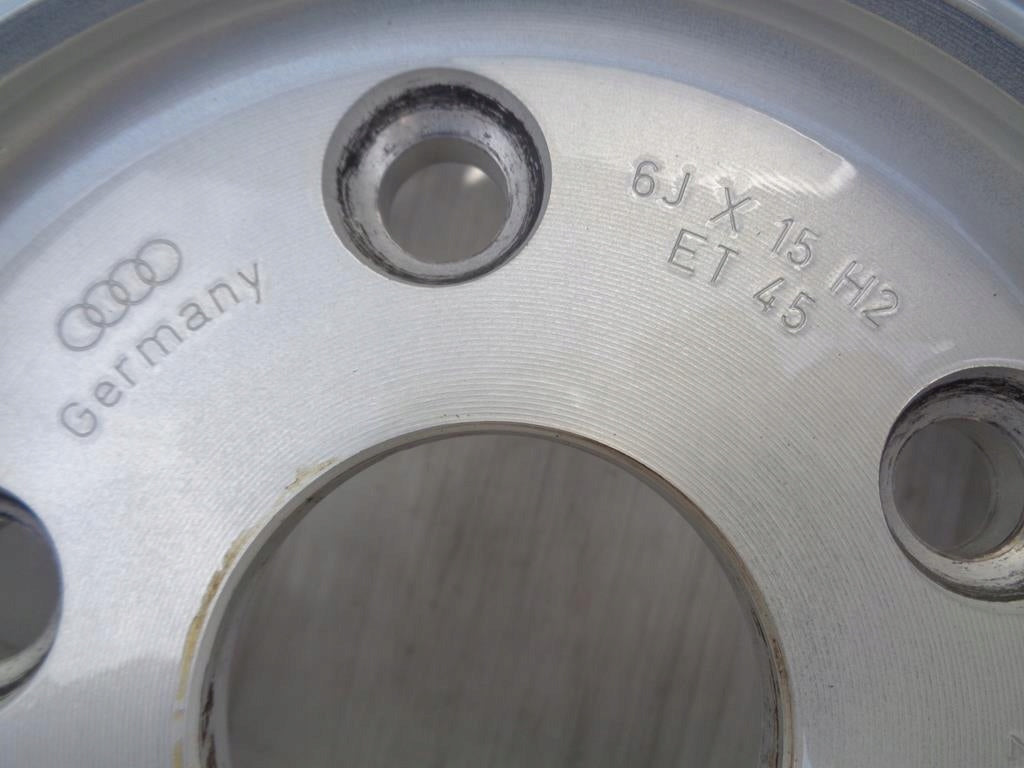 Germany
6J X 15 H2
ET 45